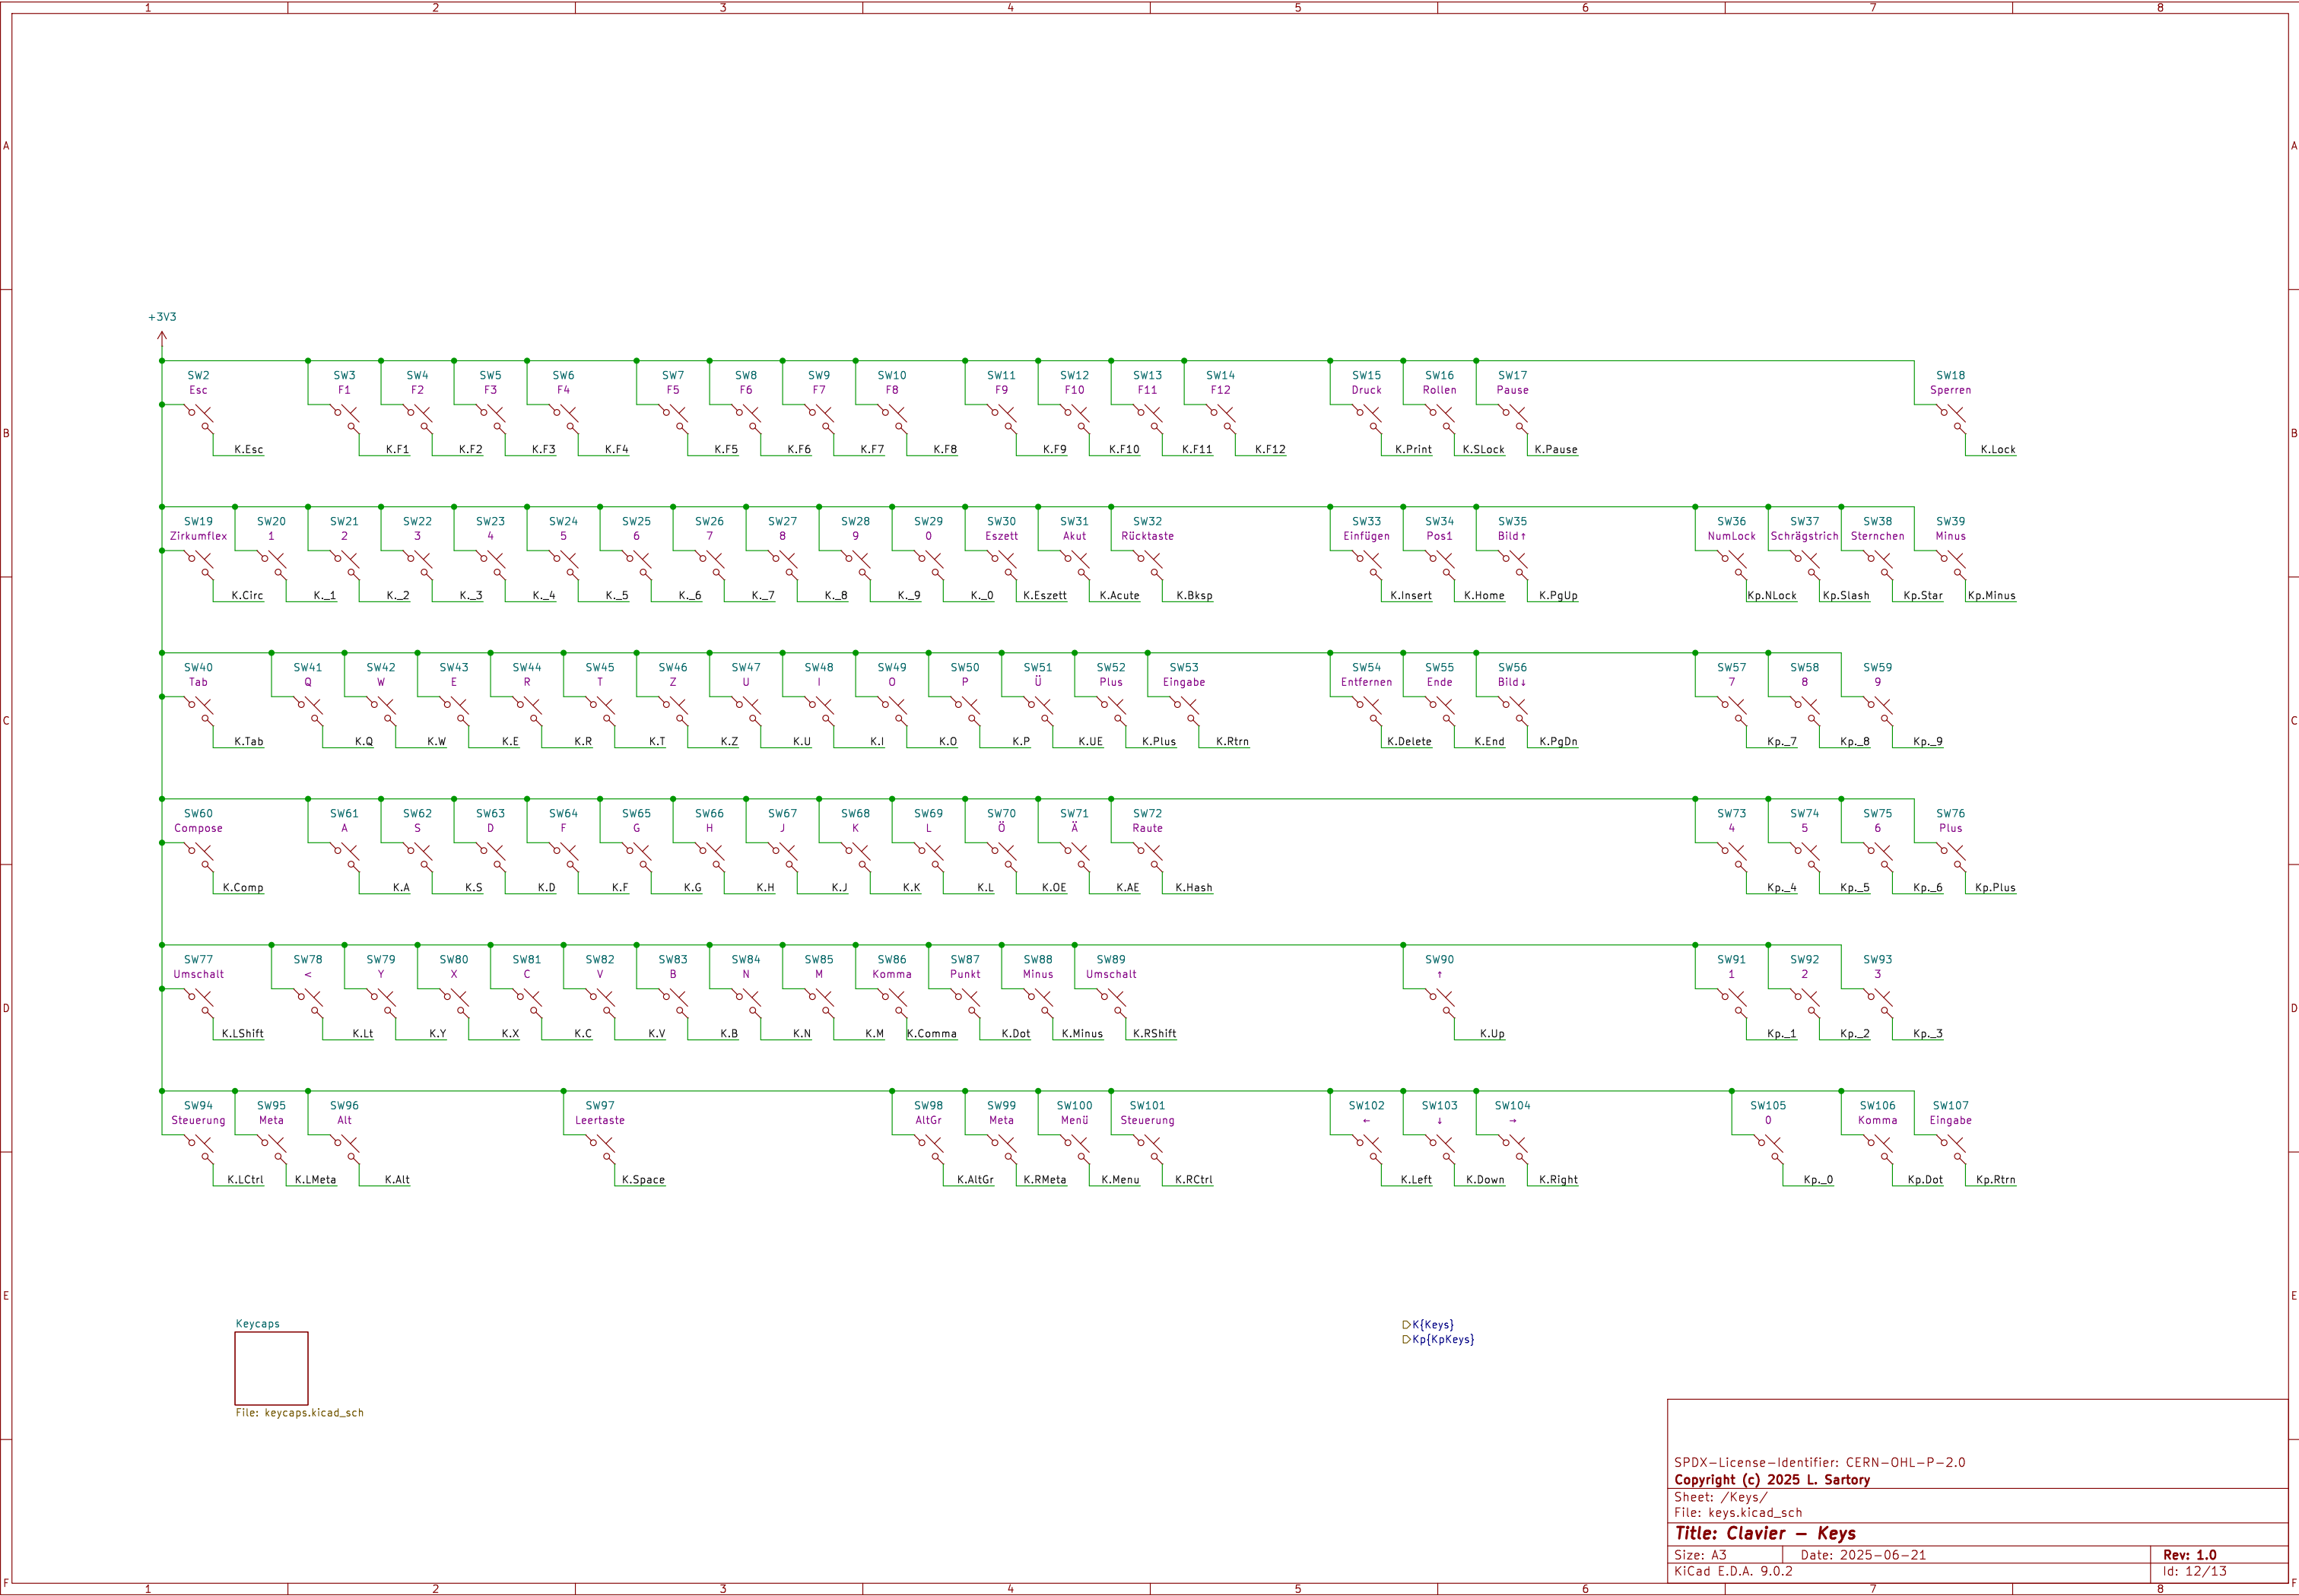 1 2 3 4 5 6 7 8
A A
+3V3
SW2 SW3 SW4 SW5 SW6 SW7 SW8 SW9 SW10 SW11 SW12 SW13 SW14 SW15 SW16 SW17 SW18
Esc F1 F2 F3 F4 F5 F6 F7 F8 F9 F10 F11 F12 Druck Rollen Pause Sperren
B B
K.Esc K.F1 K.F2 K.F3 K.F4 K.F5 K.F6 K.F7 K.F8 K.F9 K.F10 K.F11 K.F12 K.Print K.SLock K.Pause K.Lock
SW19 SW20 SW21 SW22 SW23 SW24 SW25 SW26 SW27 SW28 SW29 SW30 SW31 SW32 SW33 SW34 SW35 SW36 SW37 SW38 SW39
Zirkumflex 1 2 3 4 5 6 7 8 9 0 Eszett Akut Rücktaste Einfügen Pos1 Bild↑ NumLock Schrägstrich Sternchen Minus
K.Circ K._1 K._2 K._3 K._4 K._5 K._6 K._7 K._8 K._9 K._0 K.Eszett K.Acute K.Bksp K.Insert K.Home K.PgUp Kp.NLock Kp.Slash Kp.Star Kp.Minus
SW40 SW41 SW42 SW43 SW44 SW45 SW46 SW47 SW48 SW49 SW50 SW51 SW52 SW53 SW54 SW55 SW56 SW57 SW58 SW59
Tab Q W E R T Z U I O P Ü Plus Eingabe Entfernen Ende Bild↓ 7 8 9
C C
K.Tab K.Q K.W K.E K.R K.T K.Z K.U K.I K.O K.P K.UE K.Plus K.Rtrn K.Delete K.End K.PgDn Kp._7 Kp._8 Kp._9
SW60 SW61 SW62 SW63 SW64 SW65 SW66 SW67 SW68 SW69 SW70 SW71 SW72 SW73 SW74 SW75 SW76
Compose A S D F G H J K L Ö Ä Raute 4 5 6 Plus
K.Comp K.A K.S K.D K.F K.G K.H K.J K.K K.L K.OE K.AE K.Hash Kp._4 Kp._5 Kp._6 Kp.Plus
SW77 SW78 SW79 SW80 SW81 SW82 SW83 SW84 SW85 SW86 SW87 SW88 SW89 SW90 SW91 SW92 SW93
Umschalt < Y X C V B N M Komma Punkt Minus Umschalt ↑ 1 2 3
D D
K.LShift K.Lt K.Y K.X K.C K.V K.B K.N K.M K.Comma K.Dot K.Minus K.RShift K.Up Kp._1 Kp._2 Kp._3
SW94 SW95 SW96 SW97 SW98 SW99 SW100 SW101 SW102 SW103 SW104 SW105 SW106 SW107
Steuerung Meta Alt Leertaste AltGr Meta Menü Steuerung ← ↓ → 0 Komma Eingabe
K.LCtrl K.LMeta K.Alt K.Space K.AltGr K.RMeta K.Menu K.RCtrl K.Left K.Down K.Right Kp._0 Kp.Dot Kp.Rtrn
E E
Keycaps
File: keycaps.kicad_sch
K{Keys}
Kp{KpKeys}
SPDX-License-Identifier: CERN-OHL-P-2.0
Copyright (c) 2025 L. Sartory
Sheet: /Keys/
File: keys.kicad_sch
Title: Clavier - Keys
Size: A3 Date: 2025-06-21 Rev: 1.0
KiCad E.D.A. 9.0.2 Id: 12/13
F F
1 2 3 4 5 6 7 8